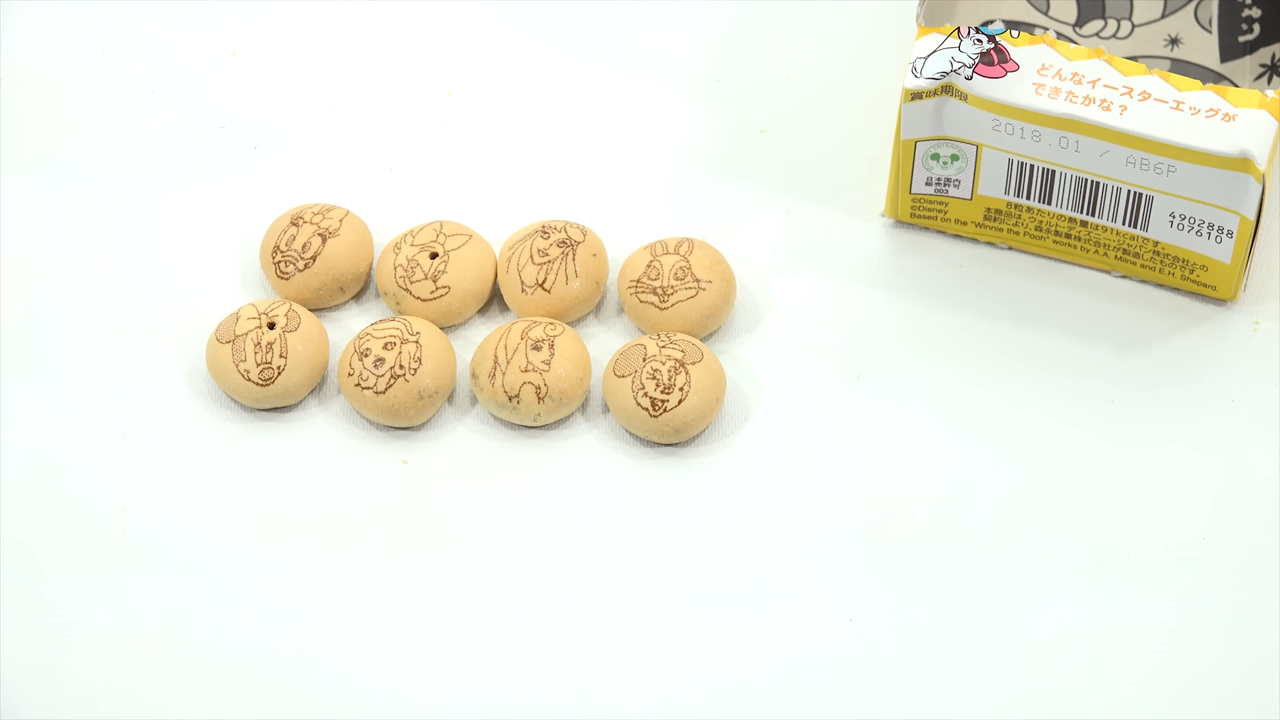 どんなイースターエッグが
できたかな?
賞味期限
2018.01 / AB6P
日本国内
販売許可
003
©Disney
©Disney
Based on the "Winnie the Pooh" works by A.A. Milne and E.H. Shepard.
8粒あたりの熱量は91kcalです。
本商品は、ウォルト・ディズニー・ジャパン株式会社との
契約により、森永製菓株式会社が製造したものです。
4902888
107610